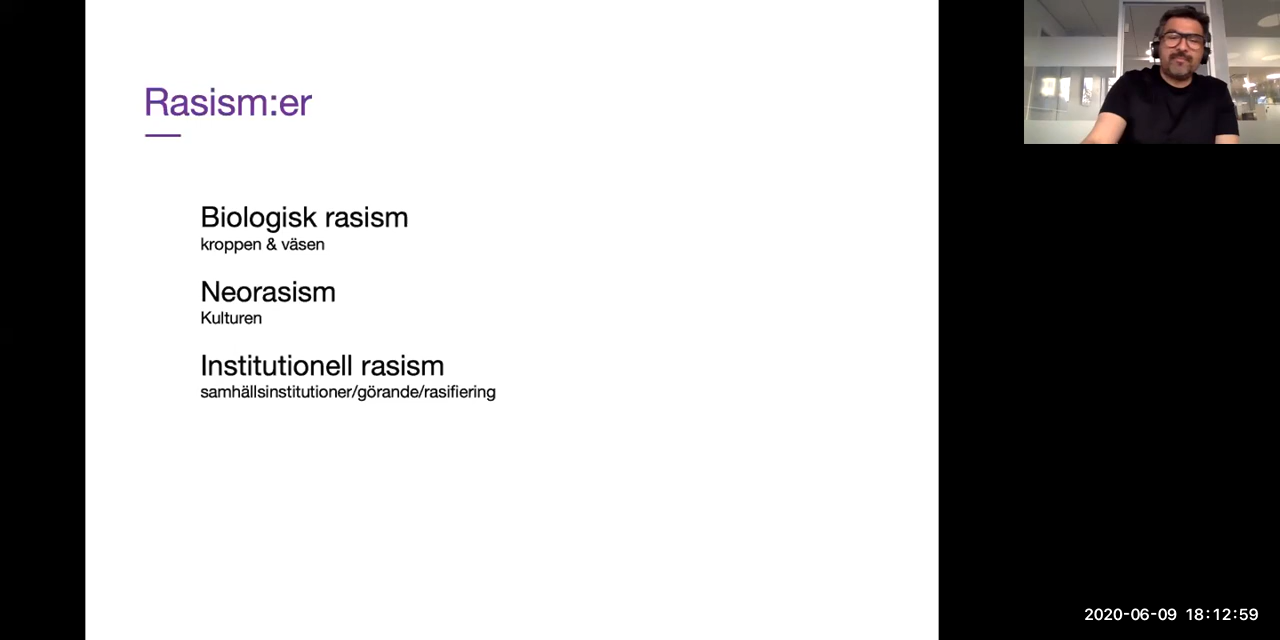 Rasism:er
Biologisk rasism
kroppen & väsen
Neorasism
Kulturen
Institutionell rasism
samhällsinstitutioner/görande/rasifiering
2020-06-09 18:12:59